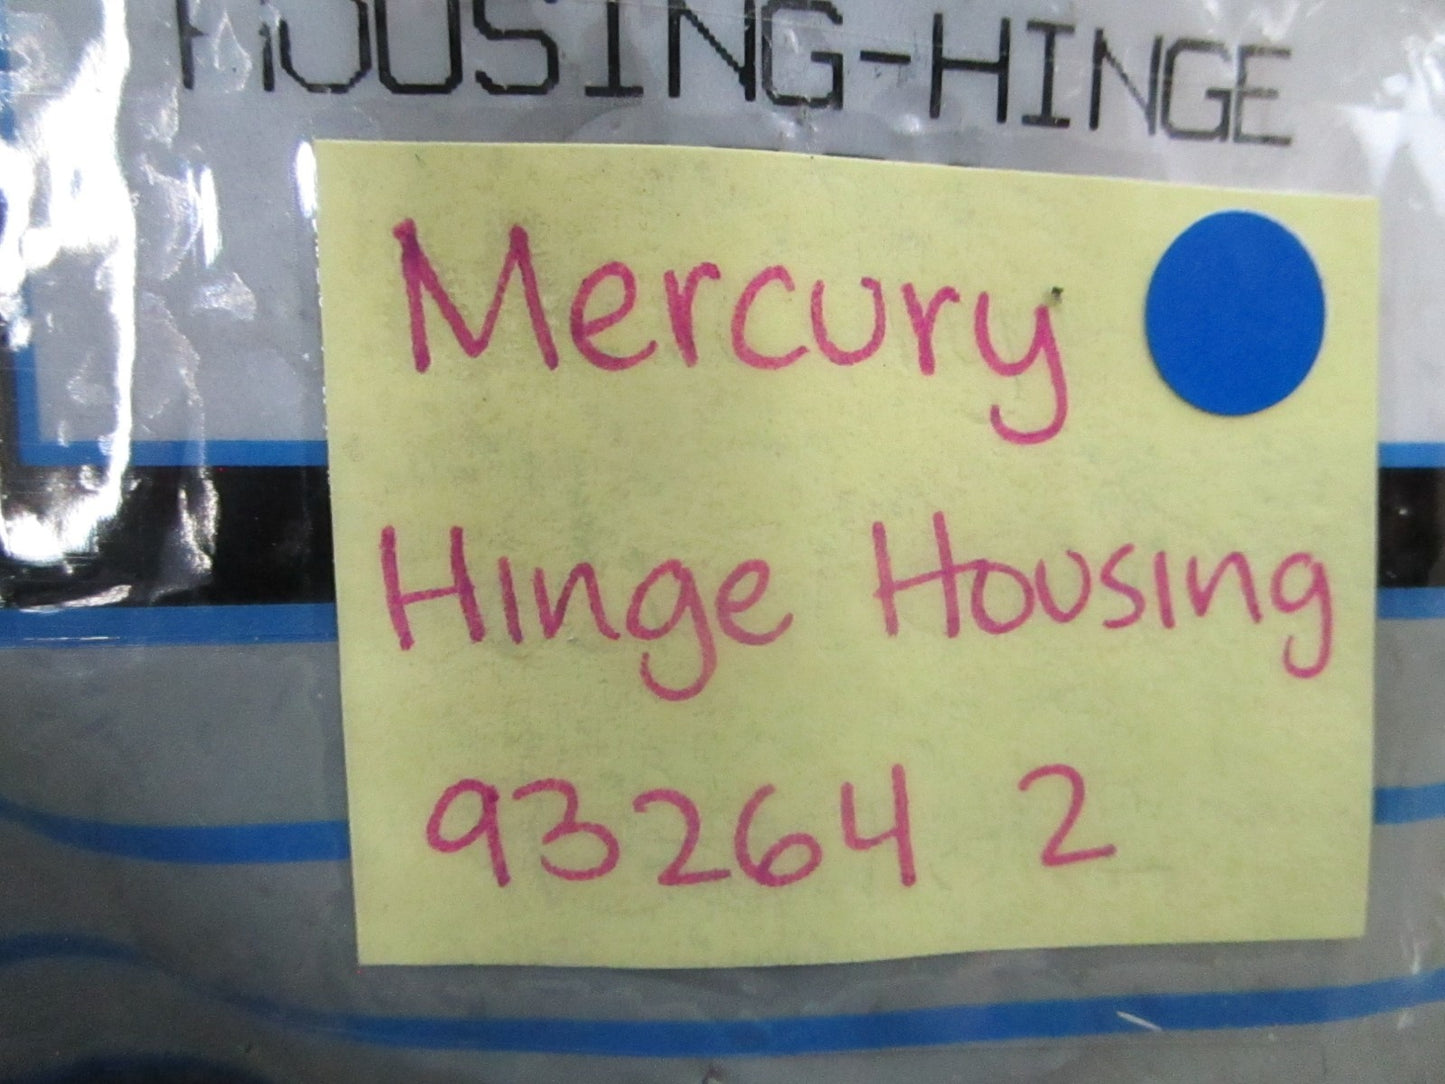 HOUSING-HINGE
Mercury
Hinge Housing
93264 2